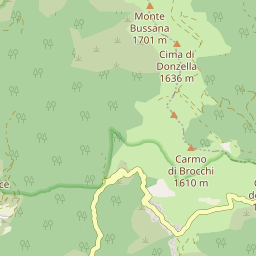 Monte
Bussana
1701 m
Cima di
Donzella
1636 m
Carmo
di Brocchi
1610 m